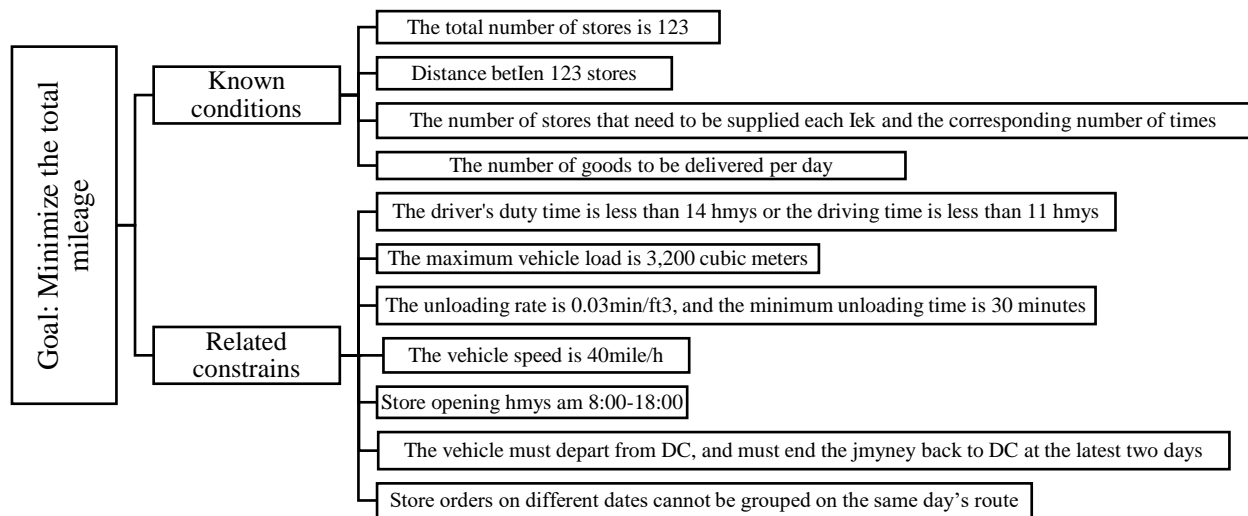 Goal: Minimize the total
mileage
Known
conditions
The total number of stores is 123
Distance betIen 123 stores
The number of stores that need to be supplied each Iek and the corresponding number of times
The number of goods to be delivered per day
Related
constrains
The driver's duty time is less than 14 hmys or the driving time is less than 11 hmys
The maximum vehicle load is 3,200 cubic meters
The unloading rate is 0.03min/ft3, and the minimum unloading time is 30 minutes
The vehicle speed is 40mile/h
Store opening hmys am 8:00-18:00
The vehicle must depart from DC, and must end the jmyney back to DC at the latest two days
Store orders on different dates cannot be grouped on the same day’s route